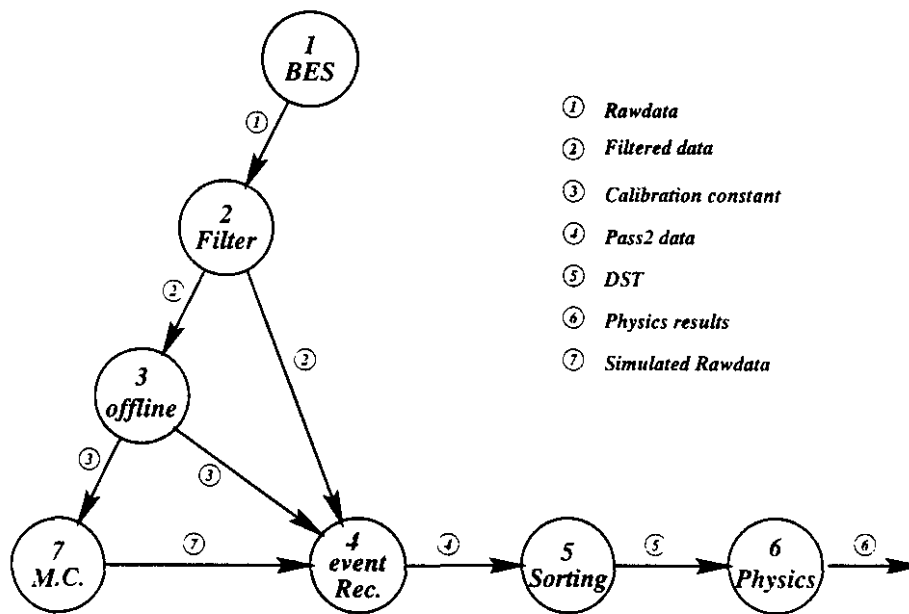 1
BES
①
2
Filter
②
②
3
offline
③
③
7
M.C.
⑦
4
event
Rec.
④
5
Sorting
⑤
6
Physics
⑥
① Rawdata
② Filtered data
③ Calibration constant
④ Pass2 data
⑤ DST
⑥ Physics results
⑦ Simulated Rawdata